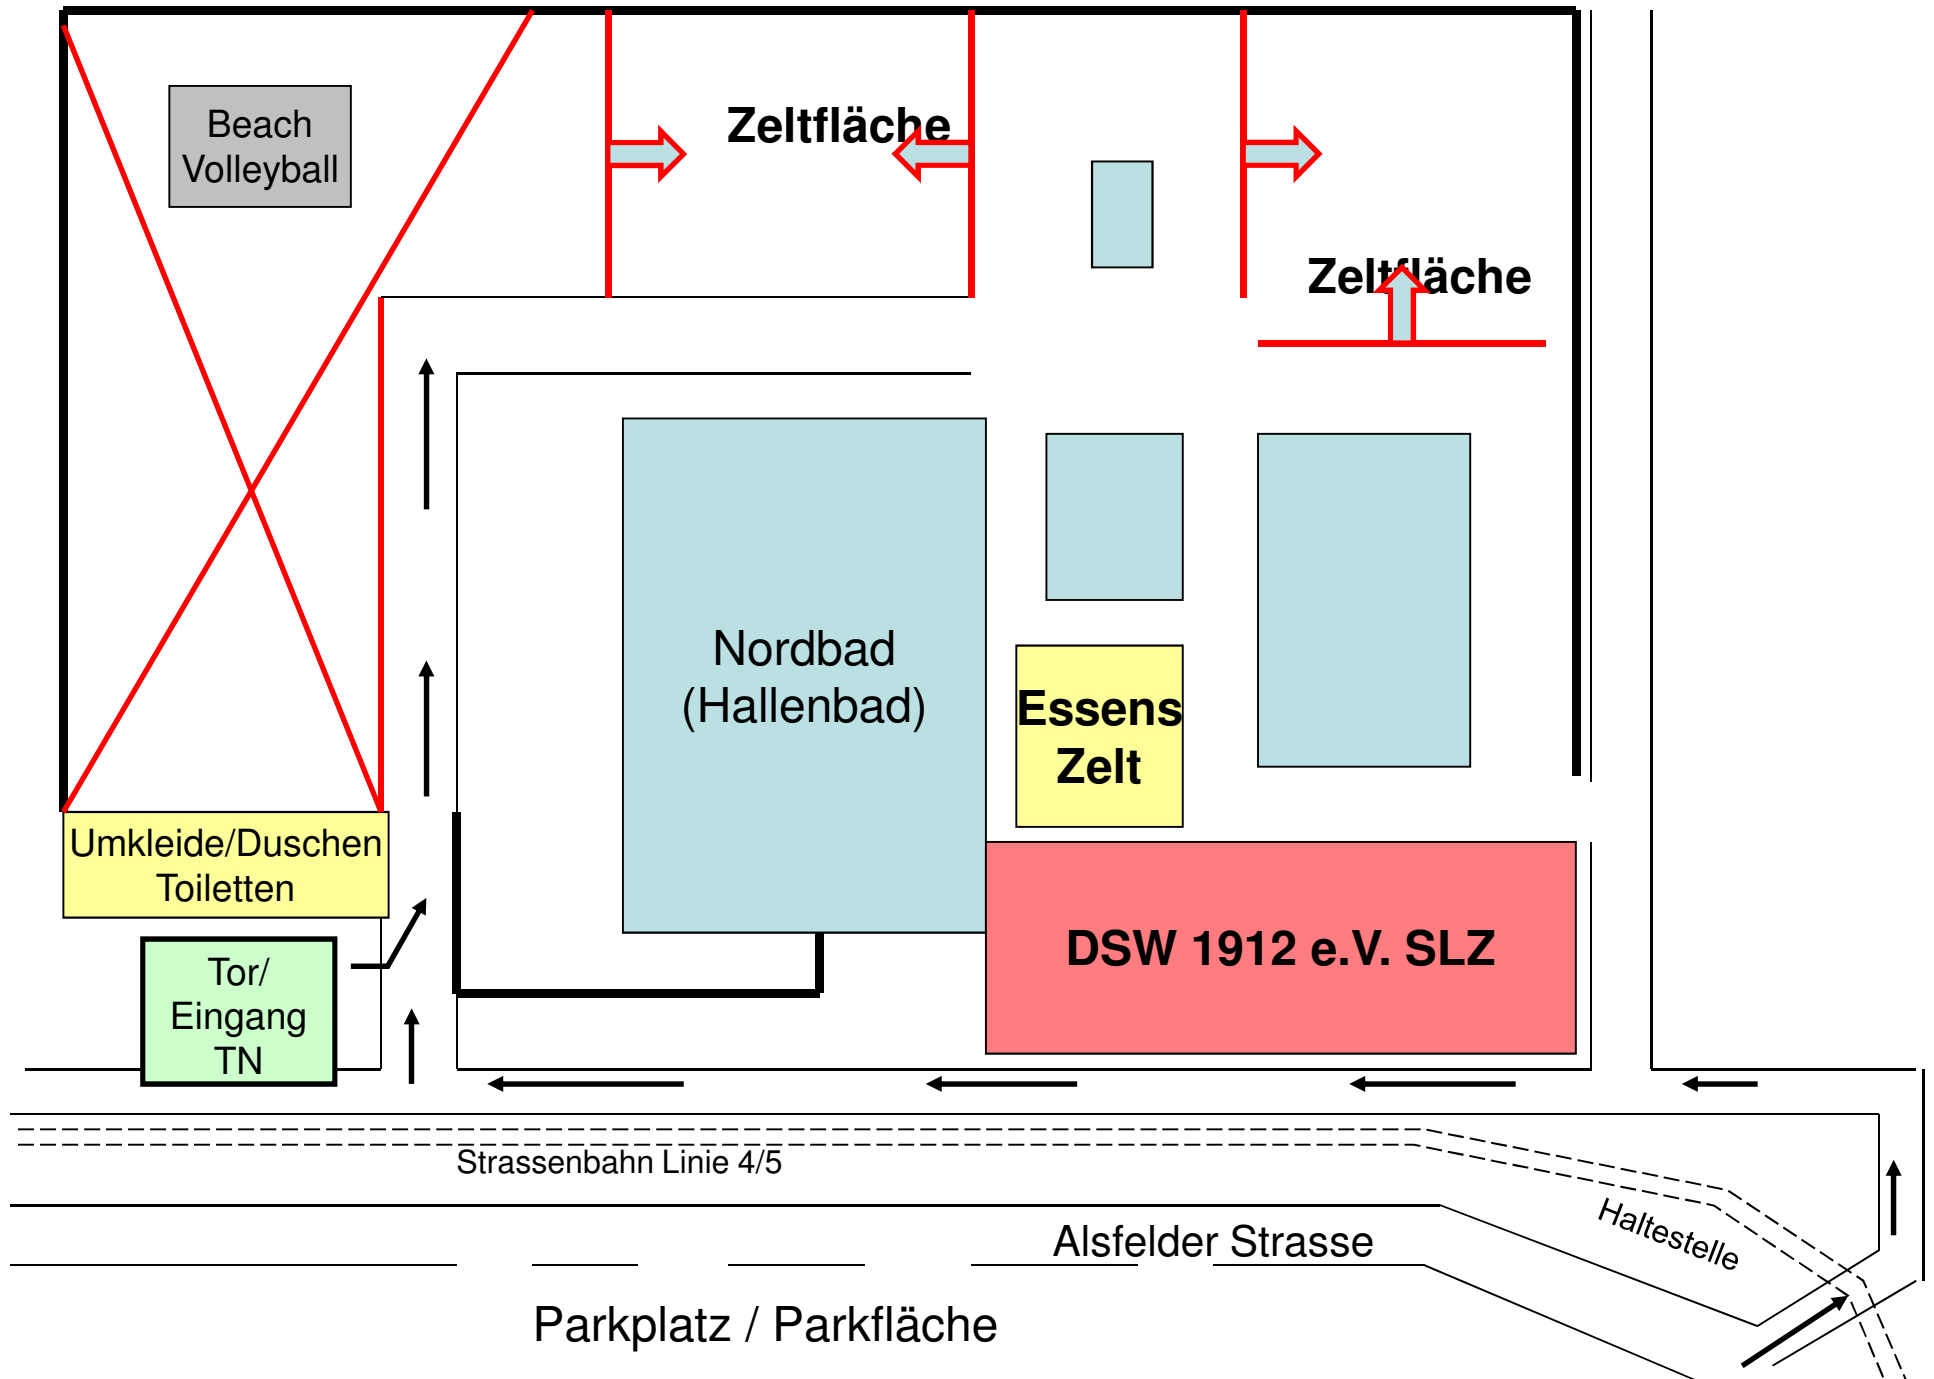 Beach
Volleyball
Zeltfläche
Zeltfläche
Nordbad
(Hallenbad)
Essens
Zelt
Umkleide/Duschen
Toiletten
Tor/
Eingang
TN
DSW 1912 e.V. SLZ
Strassenbahn Linie 4/5
Haltestelle
Alsfelder Strasse
Parkplatz / Parkfläche